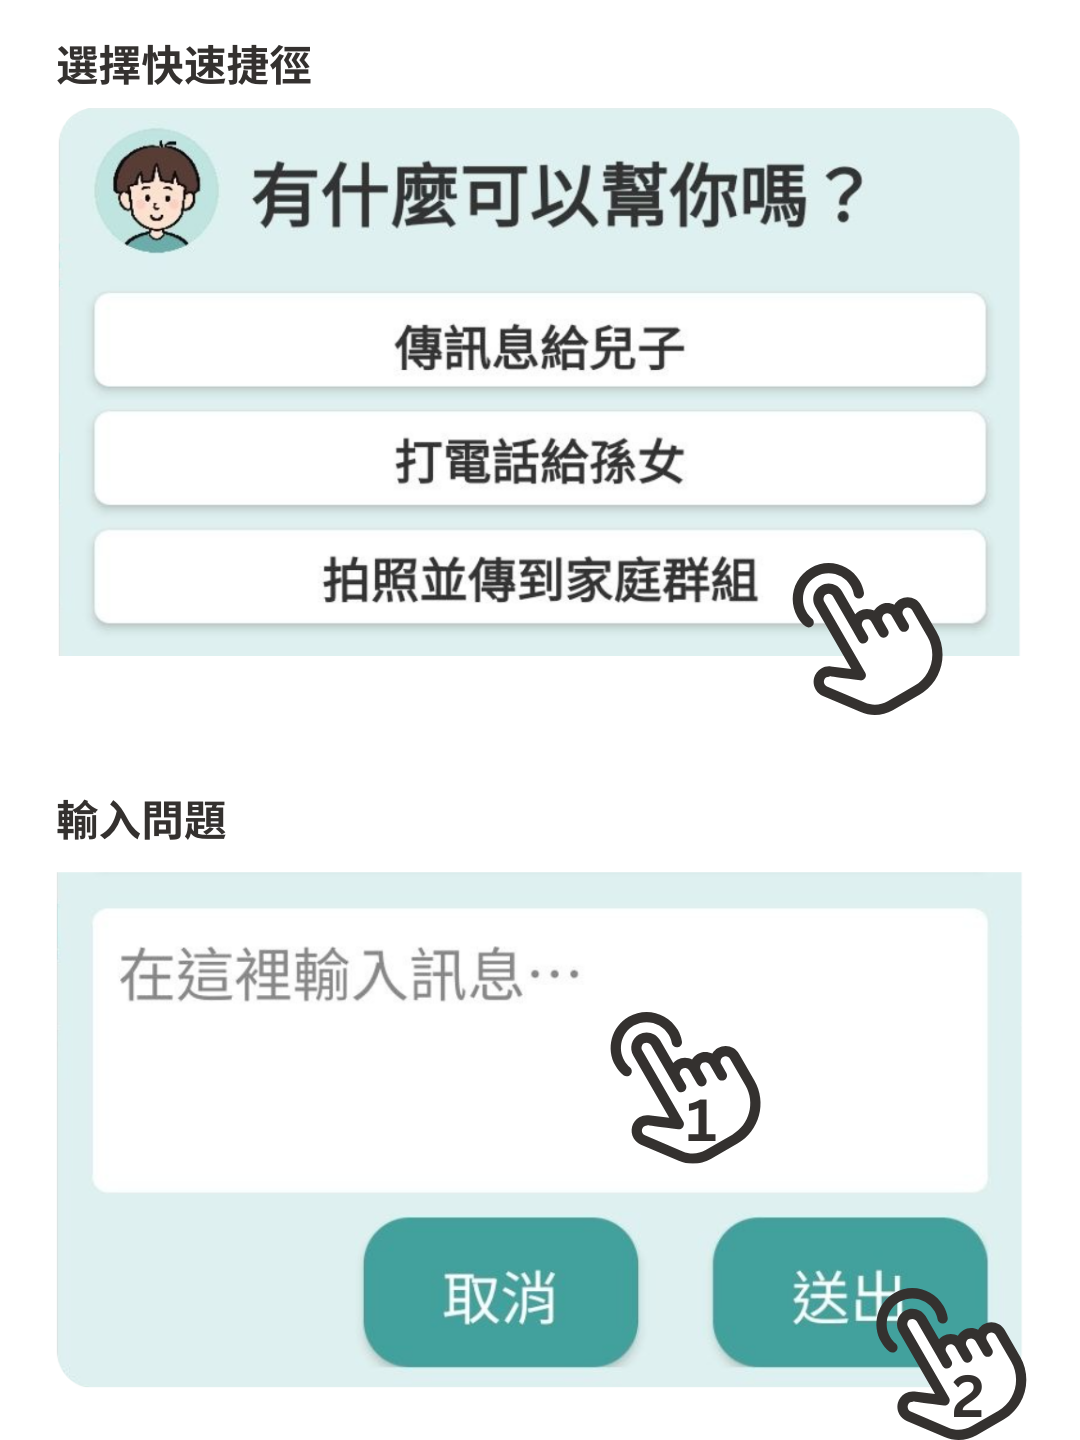 選擇快速捷徑
有什麼可以幫你嗎？
傳訊息給兒子
打電話給孫女
拍照並傳到家庭群組
輸入問題
在這裡輸入訊息…
1
取消
送出
2